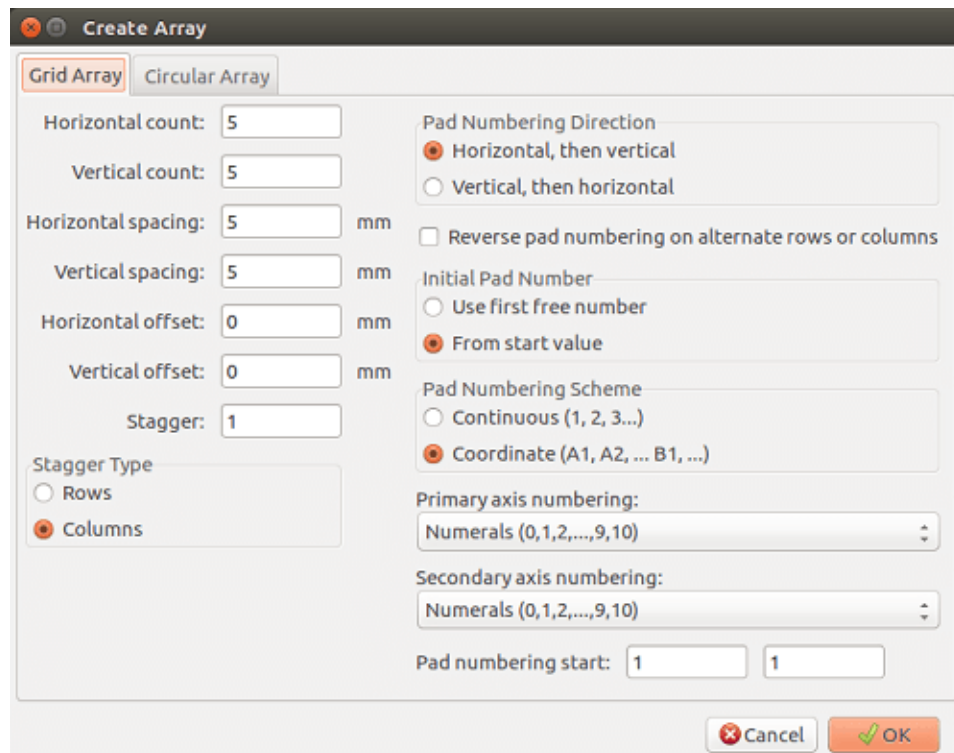 Create Array
Grid Array
Circular Array
Horizontal count: 5
Vertical count: 5
Horizontal spacing: 5 mm
Vertical spacing: 5 mm
Horizontal offset: 0 mm
Vertical offset: 0 mm
Stagger: 1
Stagger Type
Rows
Columns
Pad Numbering Direction
Horizontal, then vertical
Vertical, then horizontal
Reverse pad numbering on alternate rows or columns
Initial Pad Number
Use first free number
From start value
Pad Numbering Scheme
Continuous (1, 2, 3...)
Coordinate (A1, A2, ... B1, ...)
Primary axis numbering:
Numerals (0,1,2,...,9,10)
Secondary axis numbering:
Numerals (0,1,2,...,9,10)
Pad numbering start: 1 1
Cancel OK